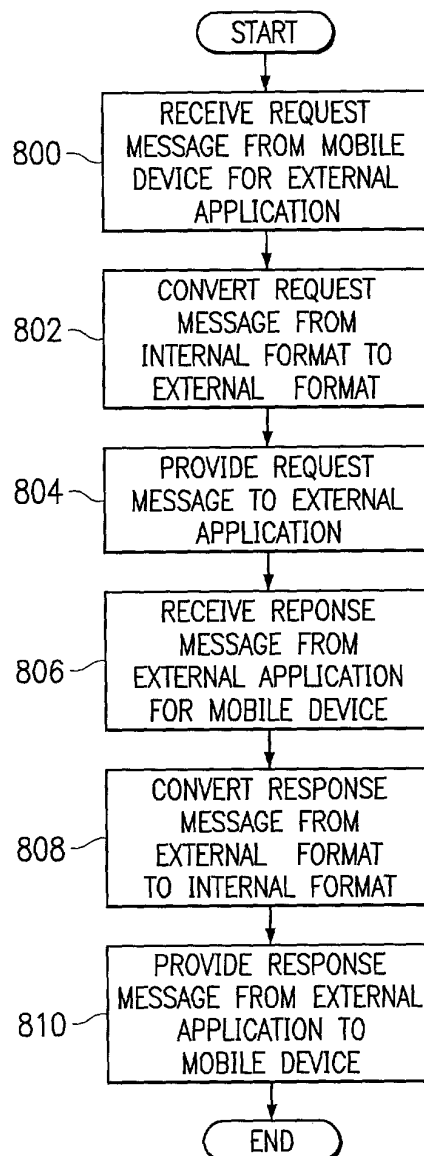 START
800
RECEIVE REQUEST
MESSAGE FROM MOBILE
DEVICE FOR EXTERNAL
APPLICATION
802
CONVERT REQUEST
MESSAGE FROM
INTERNAL FORMAT TO
EXTERNAL FORMAT
804
PROVIDE REQUEST
MESSAGE TO EXTERNAL
APPLICATION
806
RECEIVE REPONSE
MESSAGE FROM
EXTERNAL APPLICATION
FOR MOBILE DEVICE
808
CONVERT RESPONSE
MESSAGE FROM
EXTERNAL FORMAT
TO INTERNAL FORMAT
810
PROVIDE RESPONSE
MESSAGE FROM EXTERNAL
APPLICATION TO
MOBILE DEVICE
END